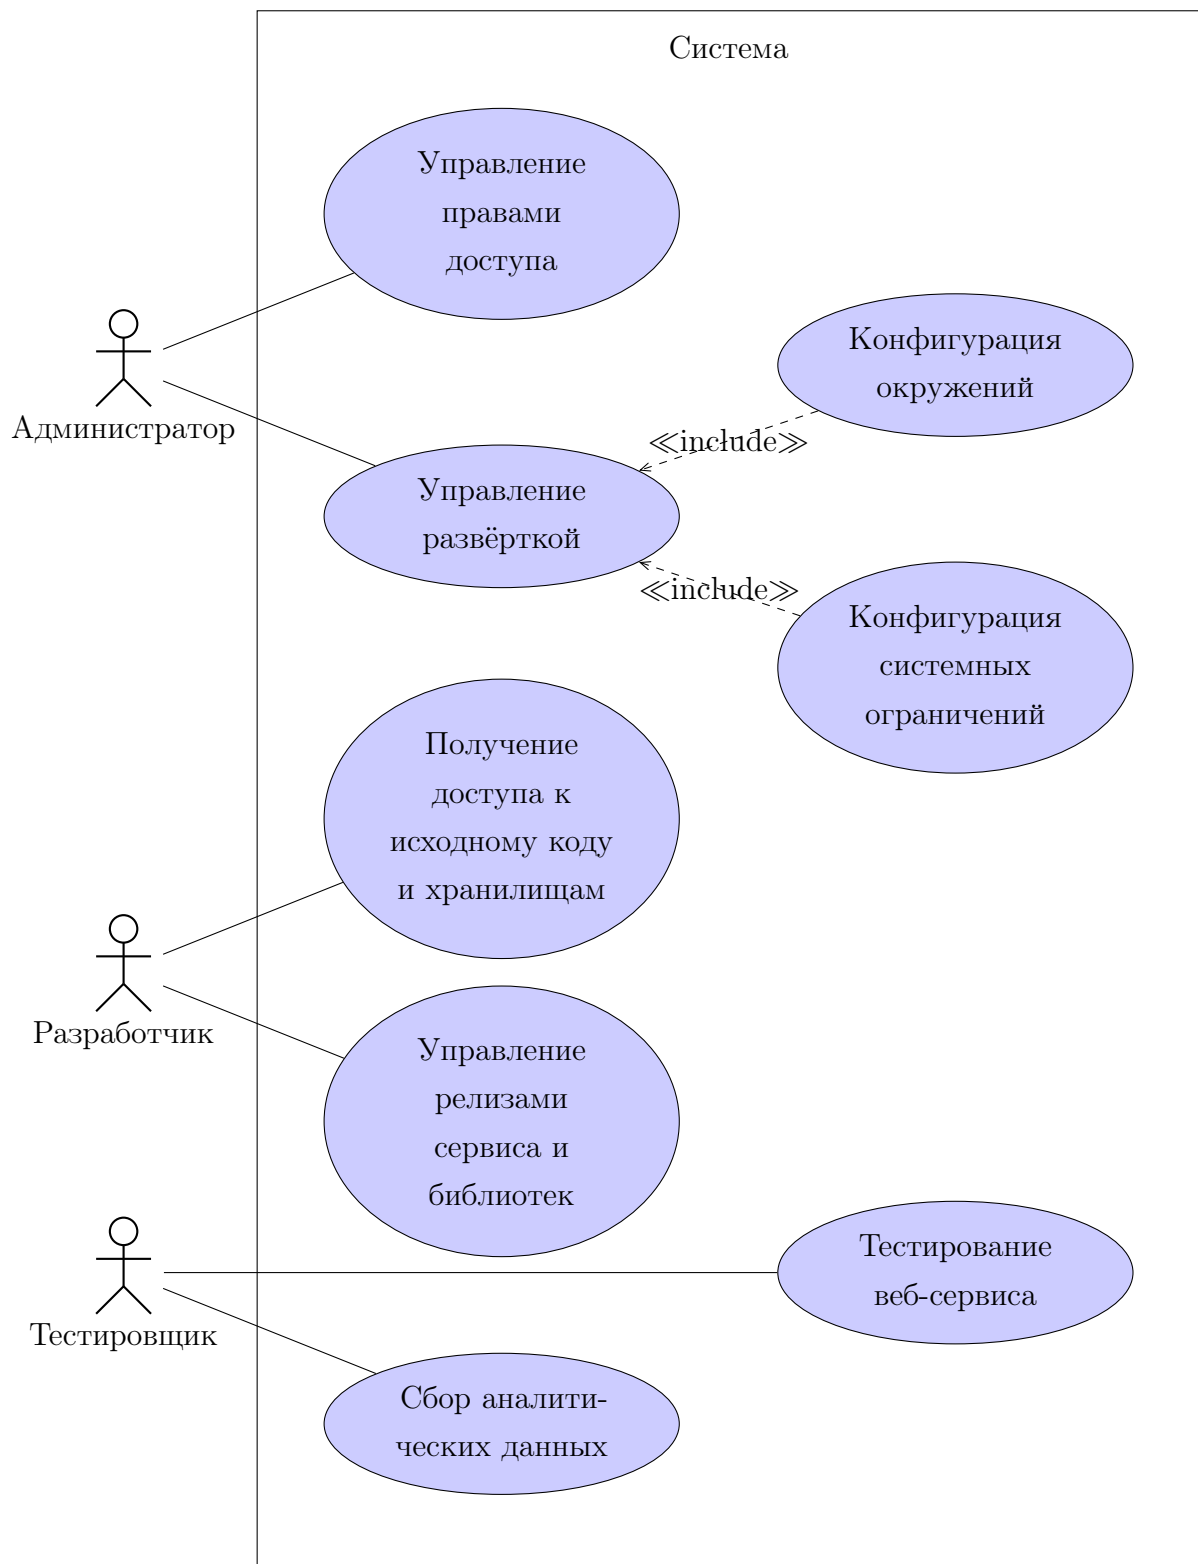 Система
Управление
правами
доступа
Администратор
Конфигурация
окружений
≪include≫
Управление
развёрткой
≪include≫
Конфигурация
системных
ограничений
Получение
доступа к
исходному коду
и хранилищам
Разработчик
Управление
релизами
сервиса и
библиотек
Тестировщик
Тестирование
веб-сервиса
Сбор аналити-
ческих данных